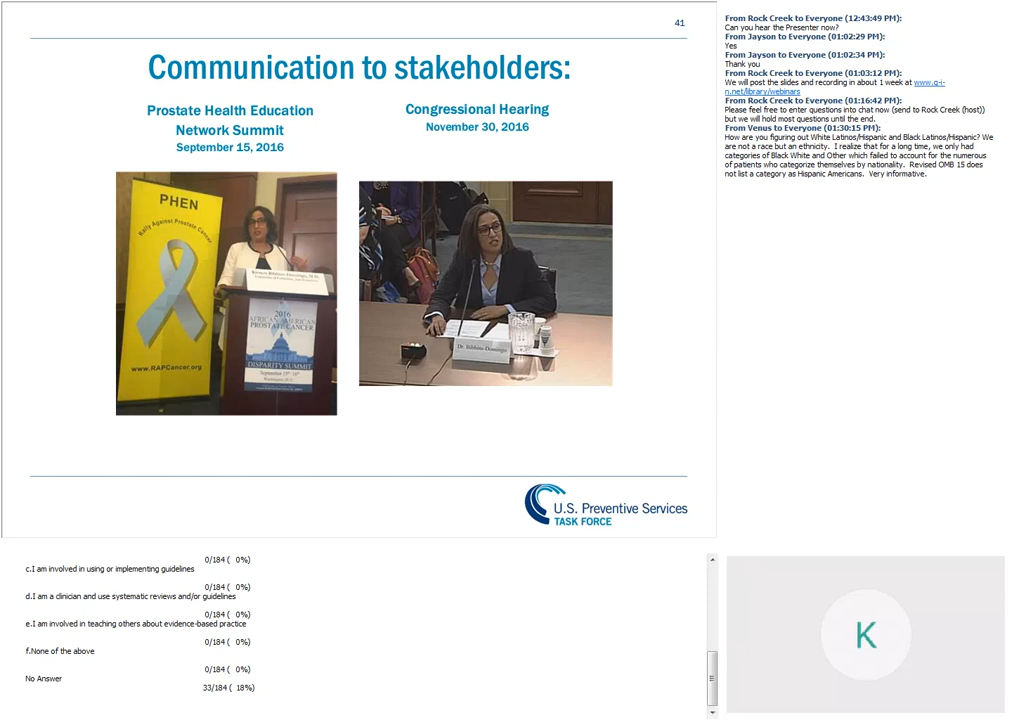 41
Communication to stakeholders:
Prostate Health Education
Network Summit
September 15, 2016
Congressional Hearing
November 30, 2016
PHEN
Rally Against Prostate Cancer
www.RAPCancer.org
2016
AFRICAN AMERICAN
PROSTATE CANCER
DISPARITY SUMMIT
Dr. Bibbins-Domingo
U.S. Preventive Services
TASK FORCE
From Rock Creek to Everyone (12:43:49 PM):
Can you hear the Presenter now?
From Jayson to Everyone (01:02:29 PM):
Yes
From Jayson to Everyone (01:02:34 PM):
Thank you
From Rock Creek to Everyone (01:03:12 PM):
We will post the slides and recording in about 1 week at www.g-i-
n.net/library/webinars
From Rock Creek to Everyone (01:16:42 PM):
Please feel free to enter questions into chat now (send to Rock Creek (host))
but we will hold most questions until the end.
From Venus to Everyone (01:30:15 PM):
How are you figuring out White Latinos/Hispanic and Black Latinos/Hispanic? We
are not a race but an ethnicity. I realize that for a long time, we only had
categories of Black White and Other which failed to account for the numerous
of patients who categorize themselves by nationality. Revised OMB 15 does
not list a category as Hispanic Americans. Very informative.
0/184 ( 0%)
c.I am involved in using or implementing guidelines
0/184 ( 0%)
d.I am a clinician and use systematic reviews and/or guidelines
0/184 ( 0%)
e.I am involved in teaching others about evidence-based practice
0/184 ( 0%)
f.None of the above
0/184 ( 0%)
No Answer
33/184 ( 18%)
K